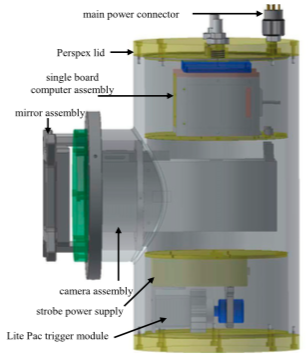 main power connector
Perspex lid
single board
computer assembly
mirror assembly
camera assembly
strobe power supply
Lite Pac trigger module